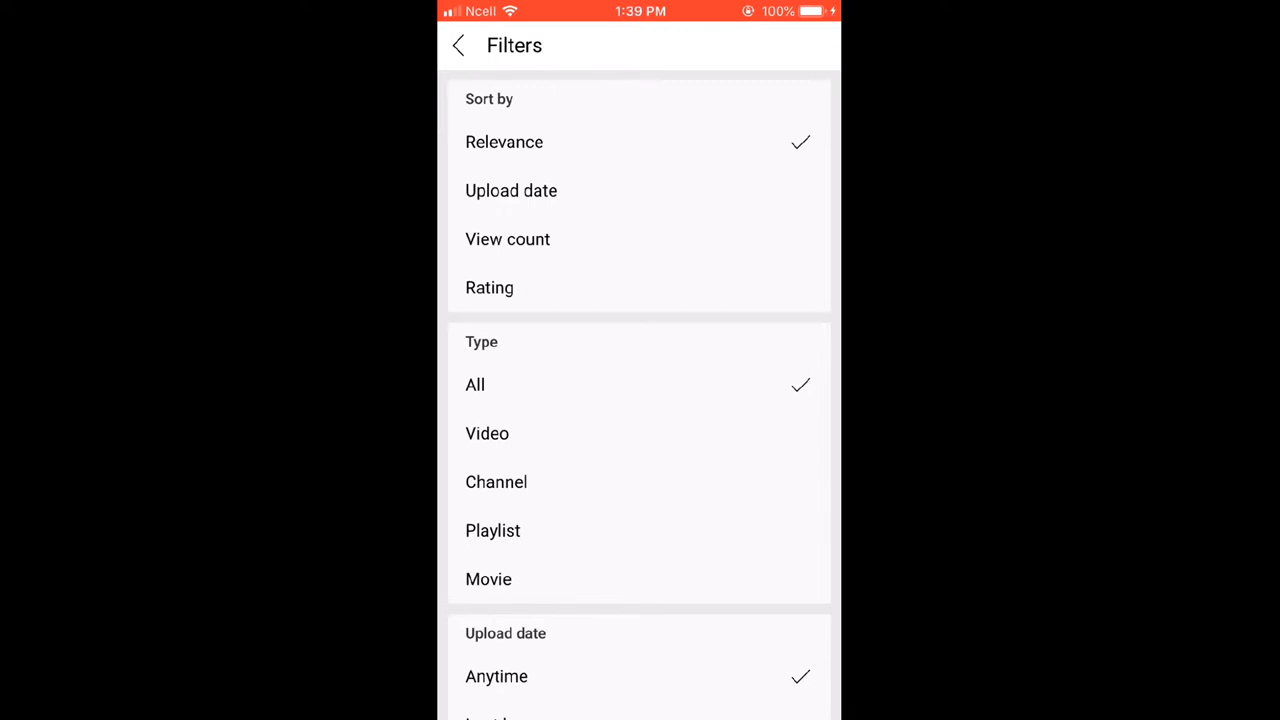 Ncell 1:39 PM 100%
Filters
Sort by
Relevance
Upload date
View count
Rating
Type
All
Video
Channel
Playlist
Movie
Upload date
Anytime